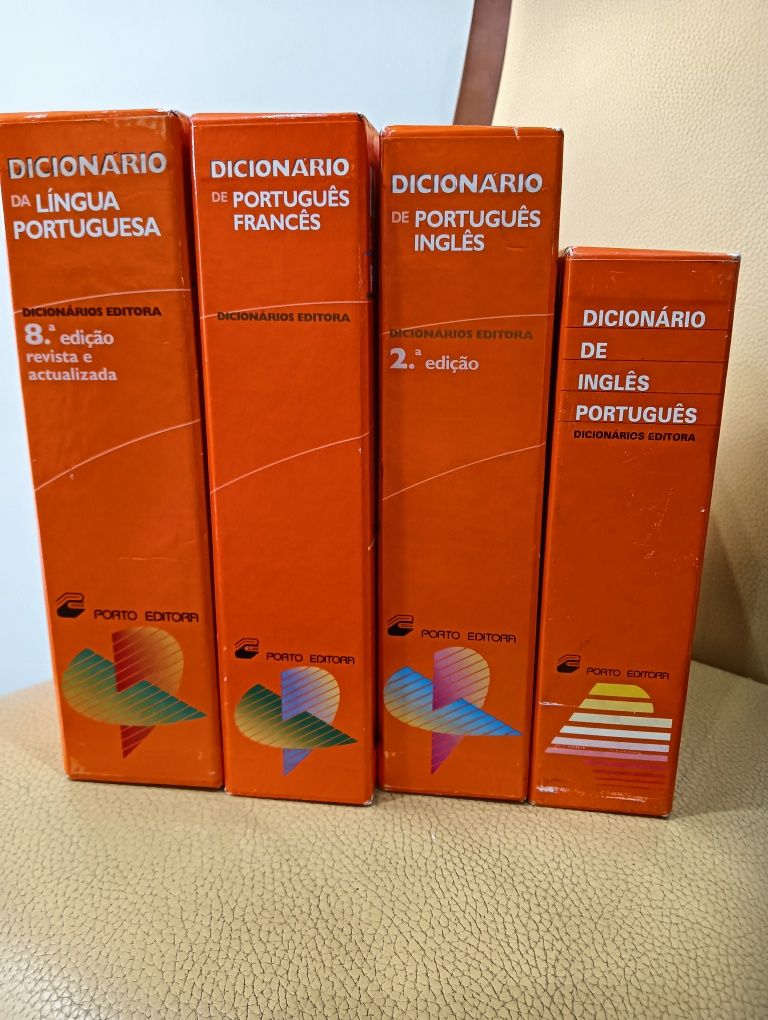 DICIONÁRIO
DA LÍNGUA
PORTUGUESA
DICIONÁRIOS EDITORA
8.ª edição
revista e
actualizada
PORTO EDITORA
DICIONÁRIO
DE PORTUGUÊS
FRANCÊS
DICIONÁRIOS EDITORA
PORTO EDITORA
DICIONÁRIO
DE PORTUGUÊS
INGLÊS
DICIONÁRIOS EDITORA
2.ª edição
PORTO EDITORA
DICIONÁRIO
DE
INGLÊS
PORTUGUÊS
DICIONÁRIOS EDITORA
PORTO EDITORA